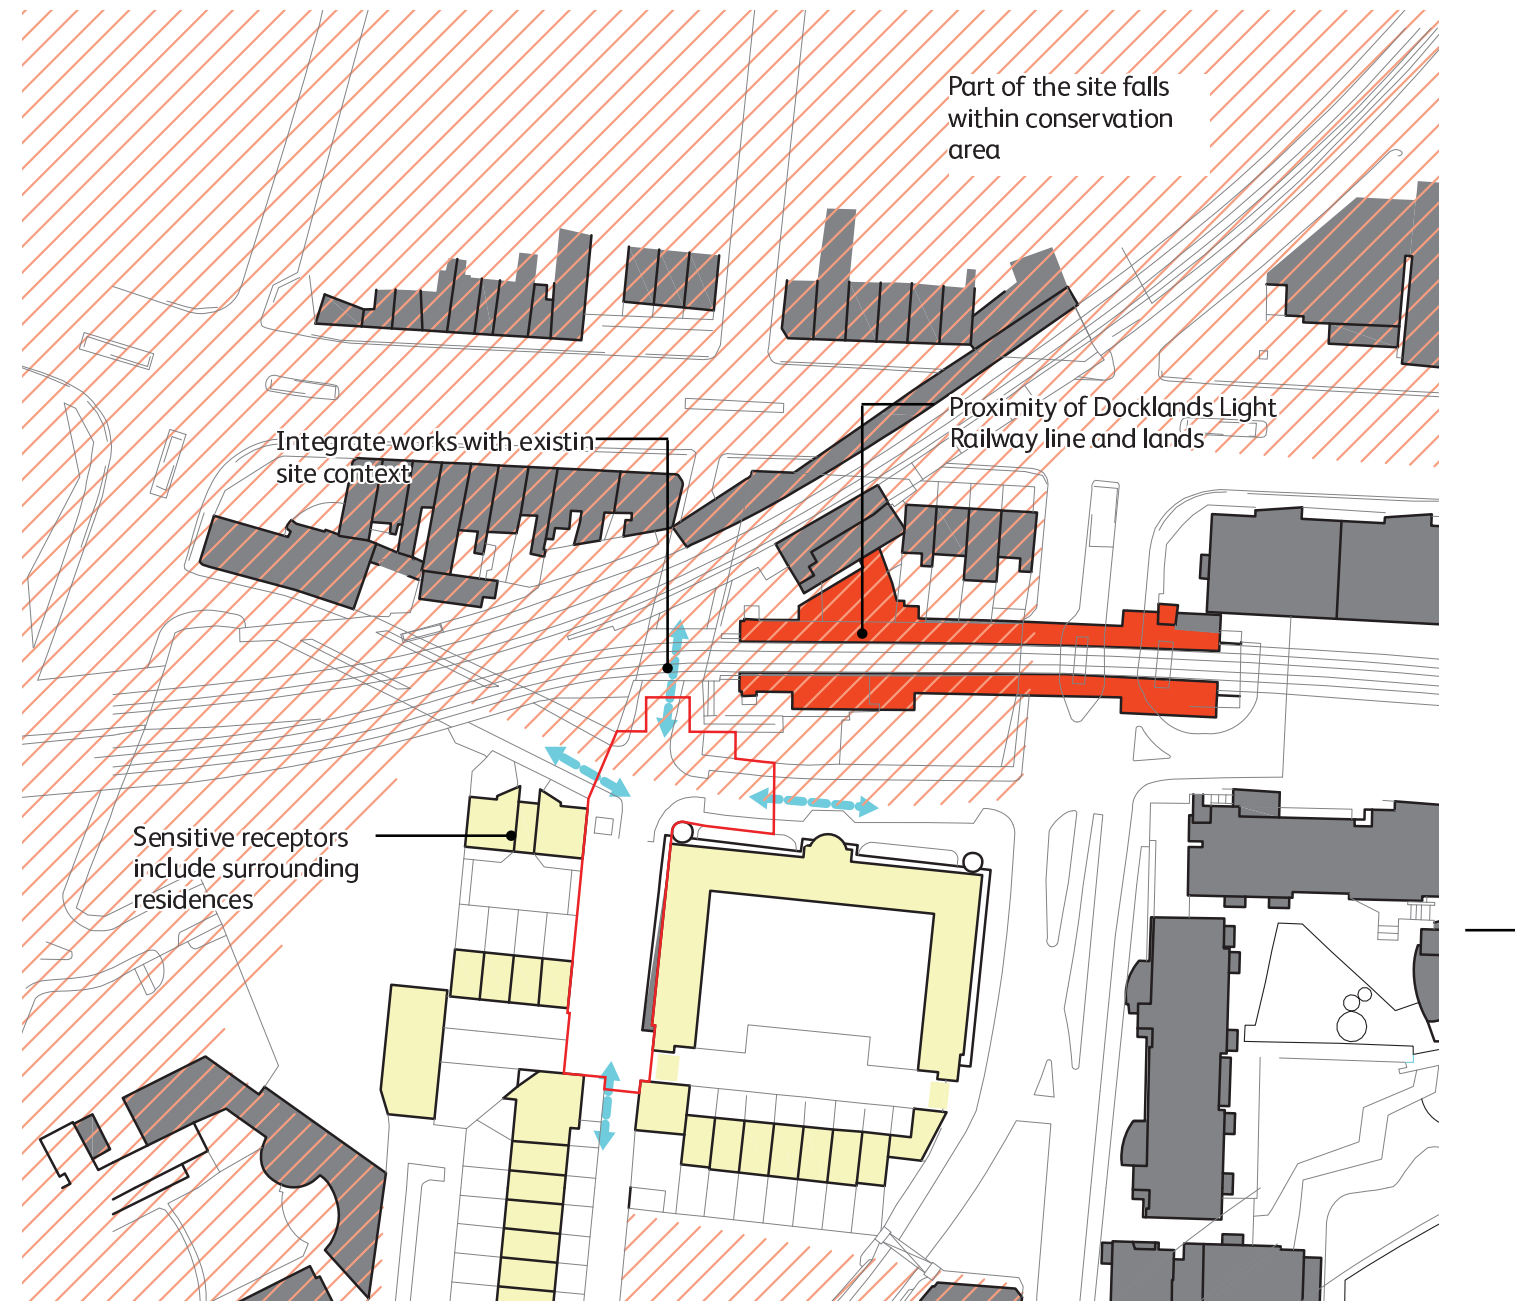 Part of the site falls
within conservation
area
Proximity of Docklands Light
Railway line and lands
Integrate works with existin
site context
Sensitive receptors
include surrounding
residences